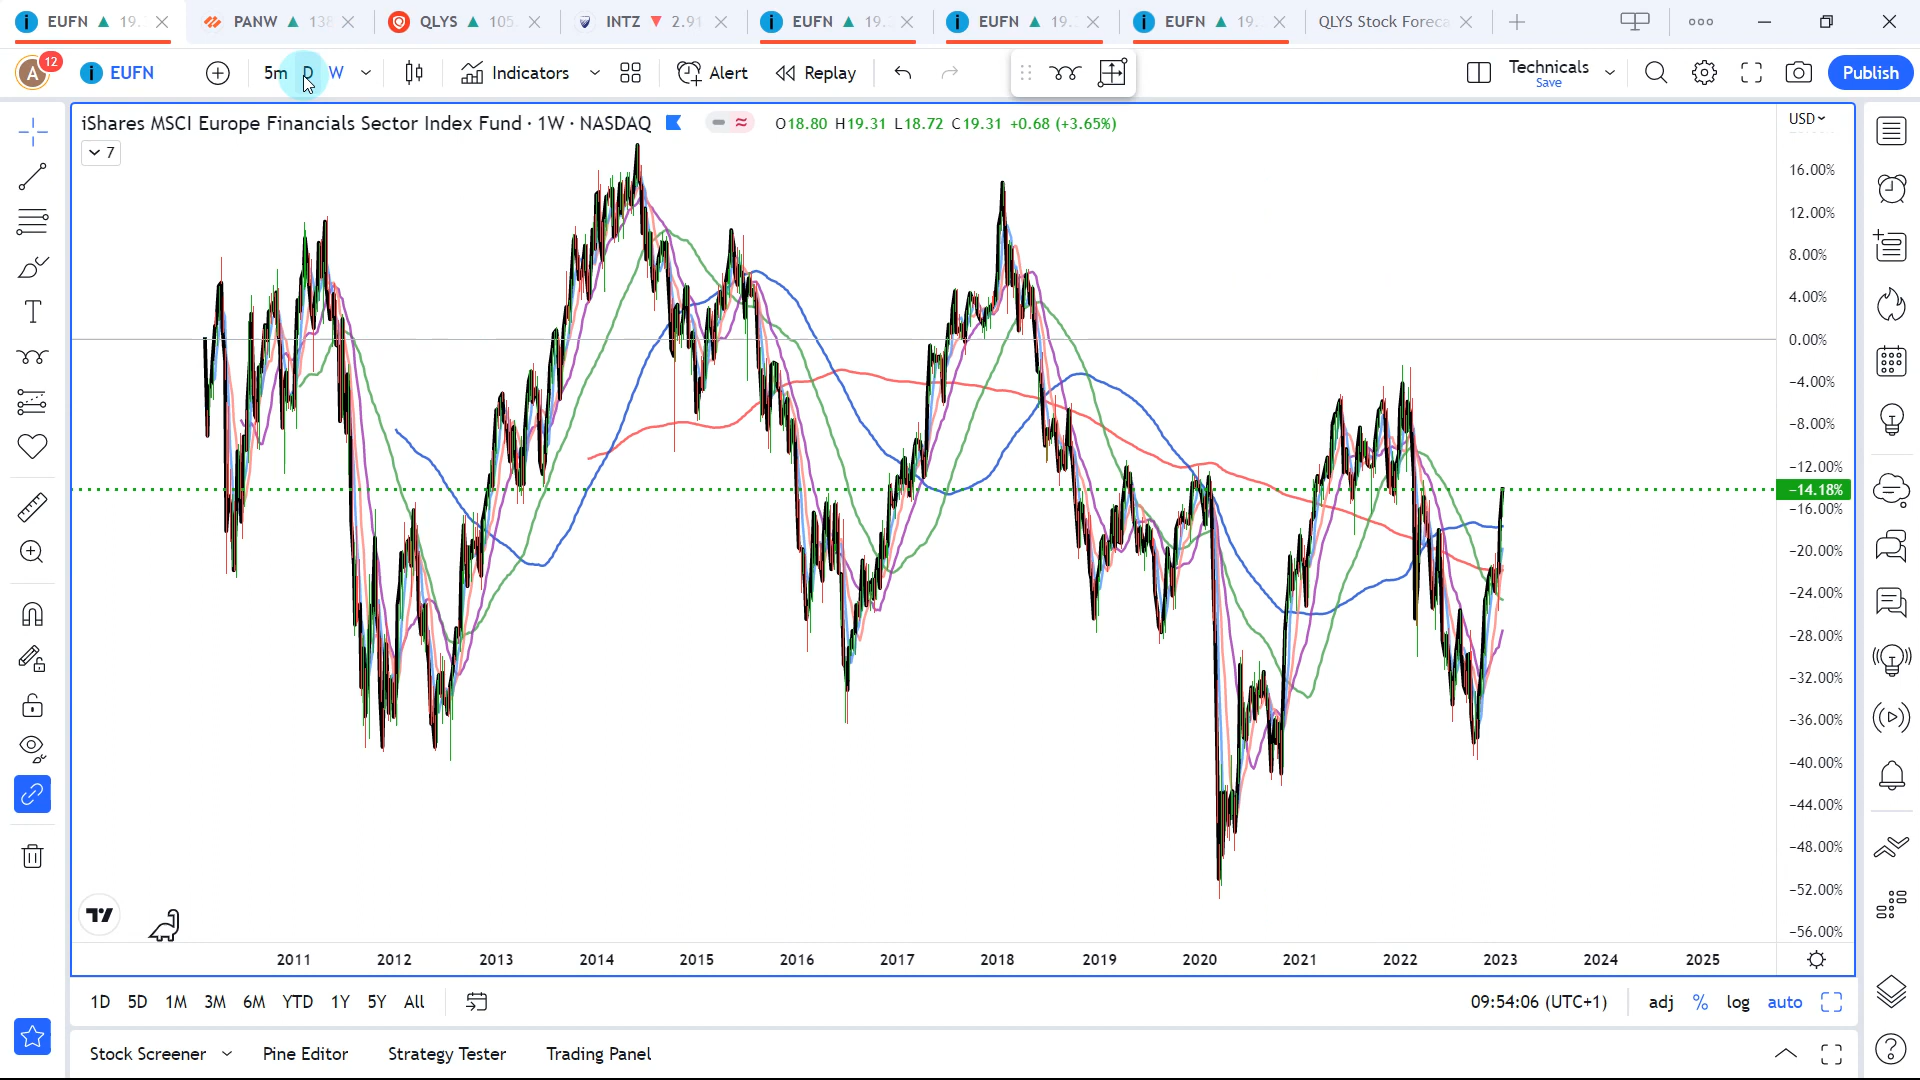 EUFN 19.
PANW 138
QLYS 105
INTZ 2.91
EUFN 19.
EUFN 19.
EUFN 19.
QLYS Stock Foreca
A 12
EUFN
5m D W
Indicators
Alert
Replay
Technicals
Save
Publish
iShares MSCI Europe Financials Sector Index Fund · 1W · NASDAQ
O18.80 H19.31 L18.72 C19.31 +0.68 (+3.65%)
USD
7
16.00%
12.00%
8.00%
4.00%
0.00%
−4.00%
−8.00%
−12.00%
−14.18%
−16.00%
−20.00%
−24.00%
−28.00%
−32.00%
−36.00%
−40.00%
−44.00%
−48.00%
−52.00%
−56.00%
2011 2012 2013 2014 2015 2016 2017 2018 2019 2020 2021 2022 2023 2024 2025
1D 5D 1M 3M 6M YTD 1Y 5Y All
09:54:06 (UTC+1)
adj % log auto
Stock Screener
Pine Editor
Strategy Tester
Trading Panel